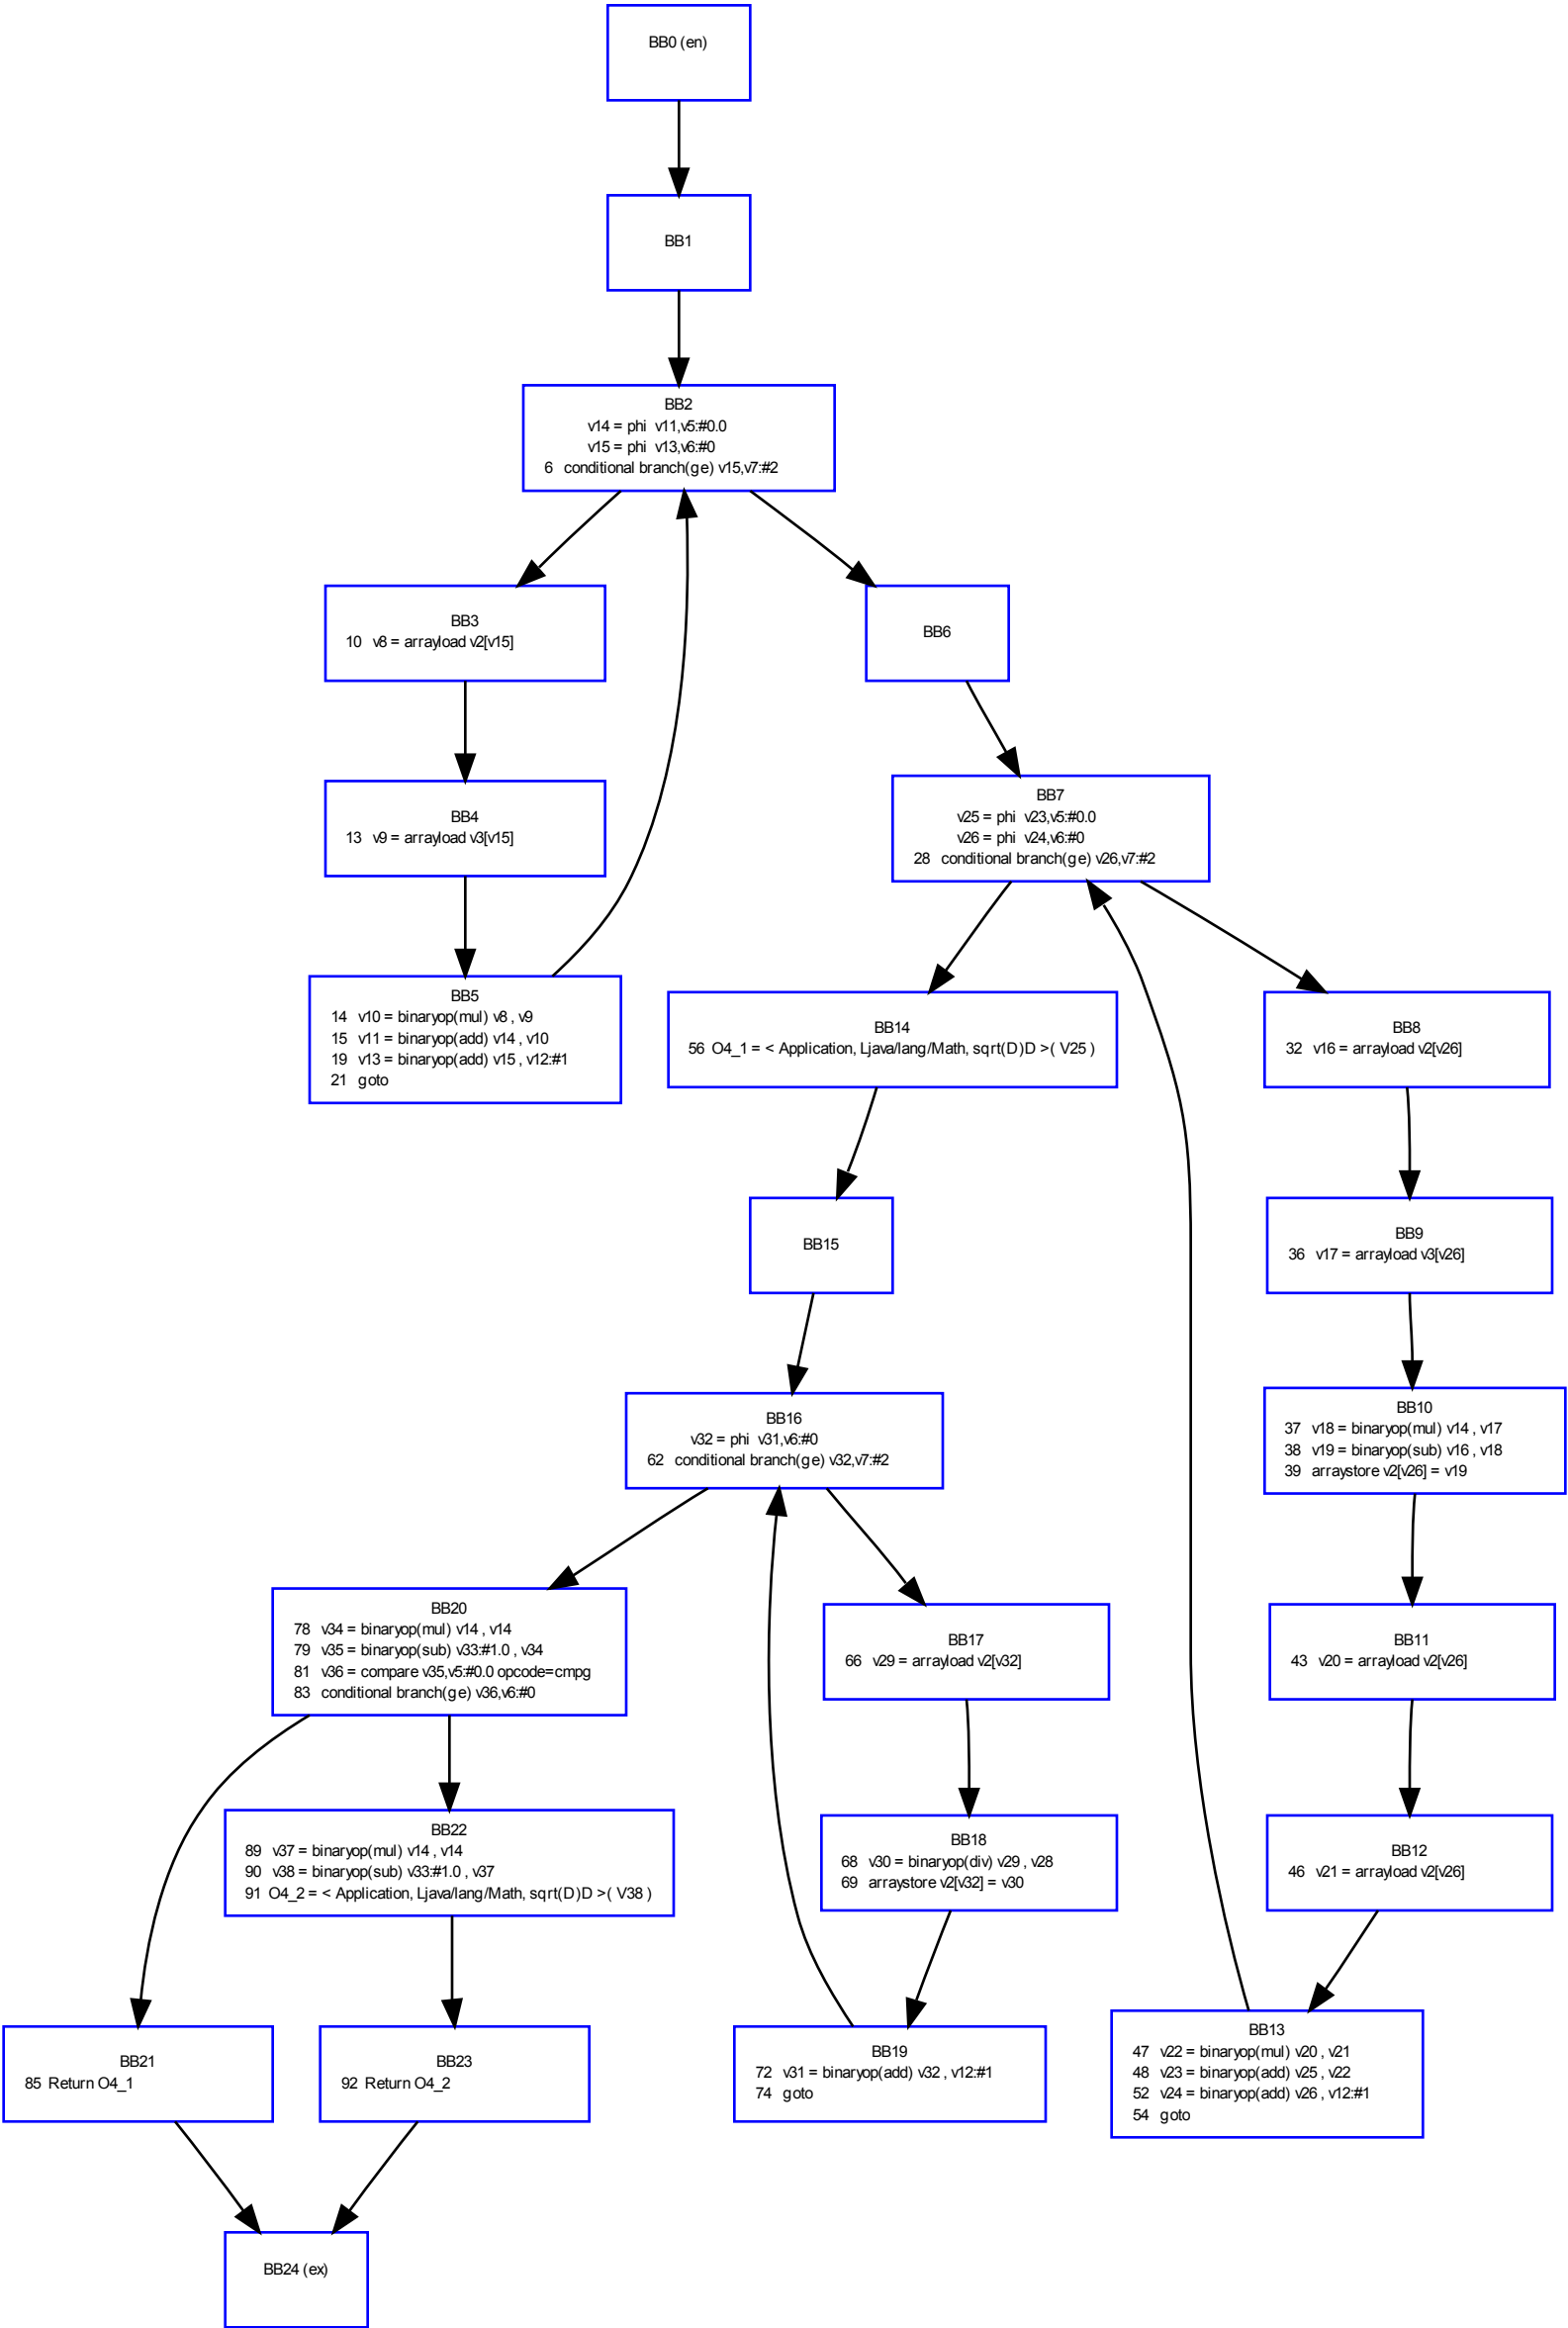 BB0 (en)
BB1
BB2
v14 = phi v11,v5:#0.0
v15 = phi v13,v6:#0
6 conditional branch(ge) v15,v7:#2
BB3
10 v8 = arrayload v2[v15]
BB6
BB4
13 v9 = arrayload v3[v15]
BB7
v25 = phi v23,v5:#0.0
v26 = phi v24,v6:#0
28 conditional branch(ge) v26,v7:#2
BB5
14 v10 = binaryop(mul) v8 , v9
15 v11 = binaryop(add) v14 , v10
19 v13 = binaryop(add) v15 , v12:#1
21 goto
BB14
56 O4_1 = < Application, Ljava/lang/Math, sqrt(D)D >( V25 )
BB8
32 v16 = arrayload v2[v26]
BB15
BB9
36 v17 = arrayload v3[v26]
BB16
v32 = phi v31,v6:#0
62 conditional branch(ge) v32,v7:#2
BB10
37 v18 = binaryop(mul) v14 , v17
38 v19 = binaryop(sub) v16 , v18
39 arraystore v2[v26] = v19
BB20
78 v34 = binaryop(mul) v14 , v14
79 v35 = binaryop(sub) v33:#1.0 , v34
81 v36 = compare v35,v5:#0.0 opcode=cmpg
83 conditional branch(ge) v36,v6:#0
BB17
66 v29 = arrayload v2[v32]
BB11
43 v20 = arrayload v2[v26]
BB22
89 v37 = binaryop(mul) v14 , v14
90 v38 = binaryop(sub) v33:#1.0 , v37
91 O4_2 = < Application, Ljava/lang/Math, sqrt(D)D >( V38 )
BB18
68 v30 = binaryop(div) v29 , v28
69 arraystore v2[v32] = v30
BB12
46 v21 = arrayload v2[v26]
BB21
85 Return O4_1
BB23
92 Return O4_2
BB19
72 v31 = binaryop(add) v32 , v12:#1
74 goto
BB13
47 v22 = binaryop(mul) v20 , v21
48 v23 = binaryop(add) v25 , v22
52 v24 = binaryop(add) v26 , v12:#1
54 goto
BB24 (ex)